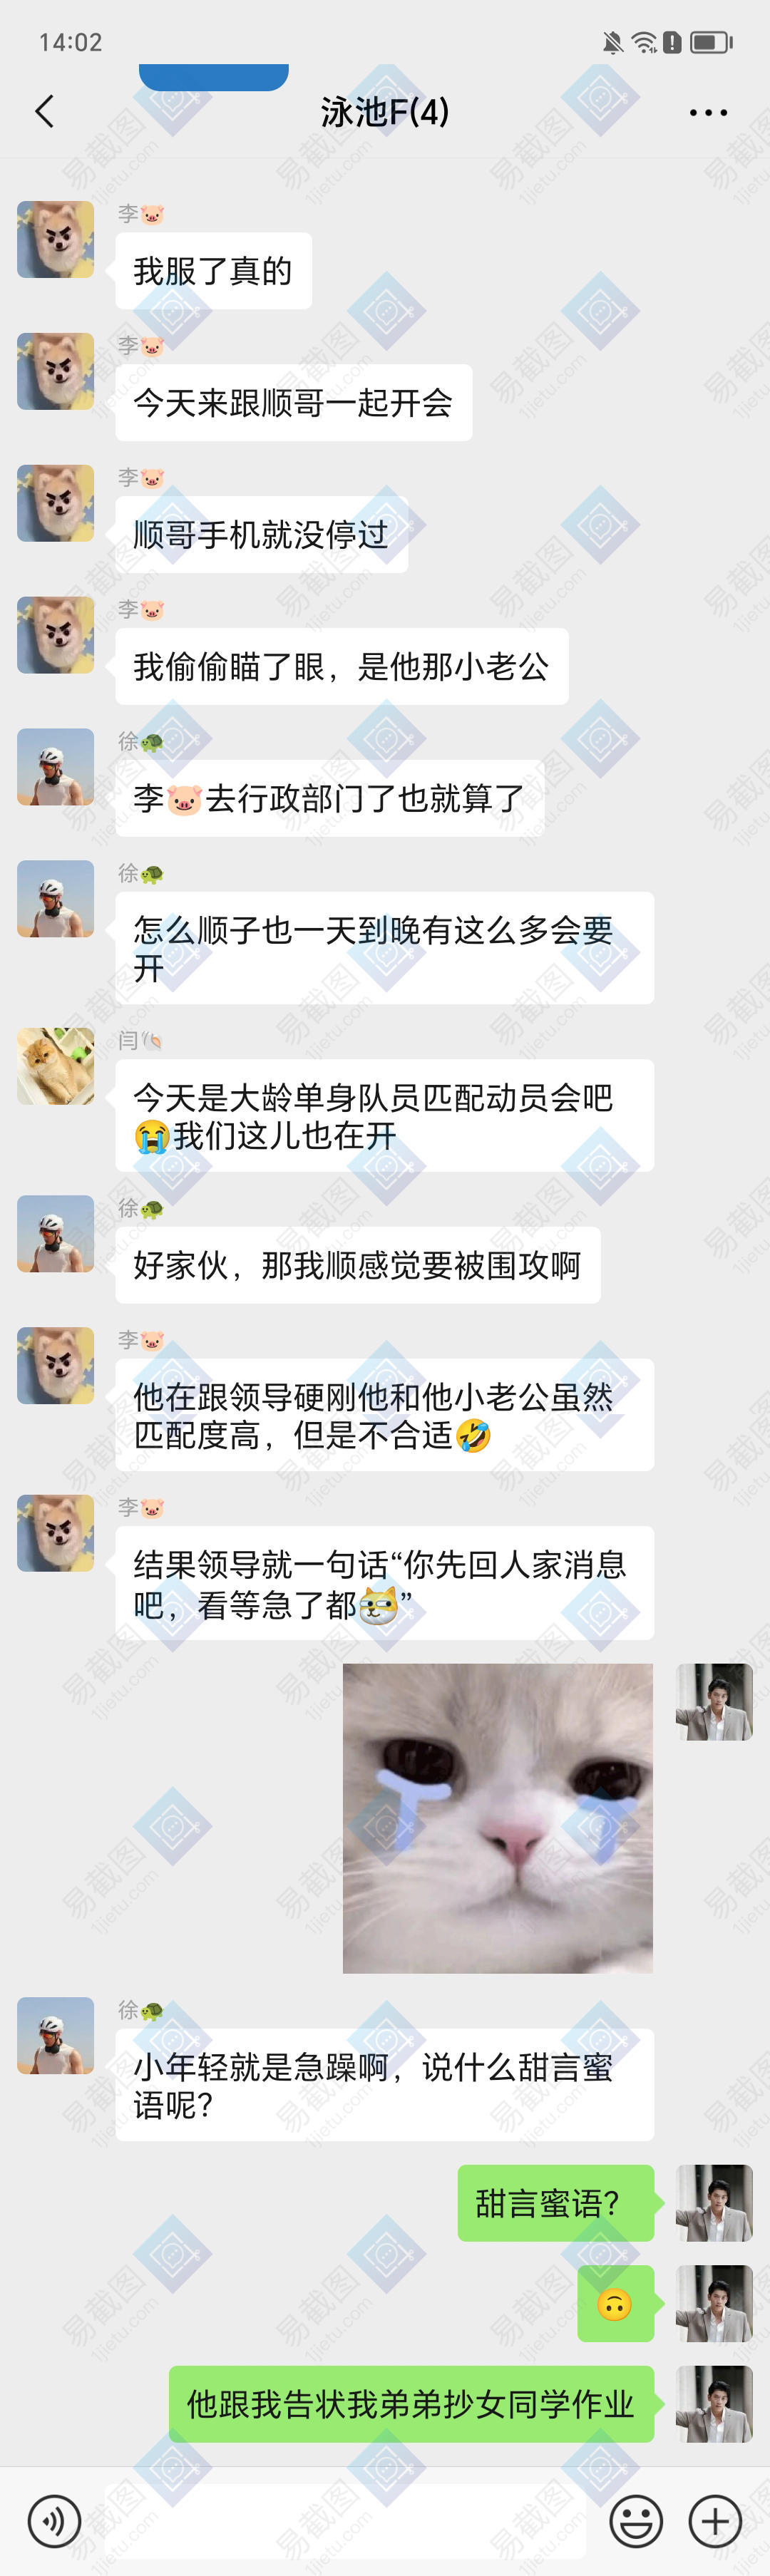 14:02
泳池F(4)
李🐷
我服了真的
李🐷
今天来跟顺哥一起开会
李🐷
顺哥手机就没停过
李🐷
我偷偷瞄了眼，是他那小老公
徐🐢
李🐷去行政部门了也就算了
徐🐢
怎么顺子也一天到晚有这么多会要
开
闫🐚
今天是大龄单身队员匹配动员会吧
😭我们这儿也在开
徐🐢
好家伙，那我顺感觉要被围攻啊
李🐷
他在跟领导硬刚他和他小老公虽然
匹配度高，但是不合适🤣
李🐷
结果领导就一句话“你先回人家消息
吧，看等急了都”
徐🐢
小年轻就是急躁啊，说什么甜言蜜
语呢？
甜言蜜语？
🙃
他跟我告状我弟弟抄女同学作业
易截图
1jietu.com